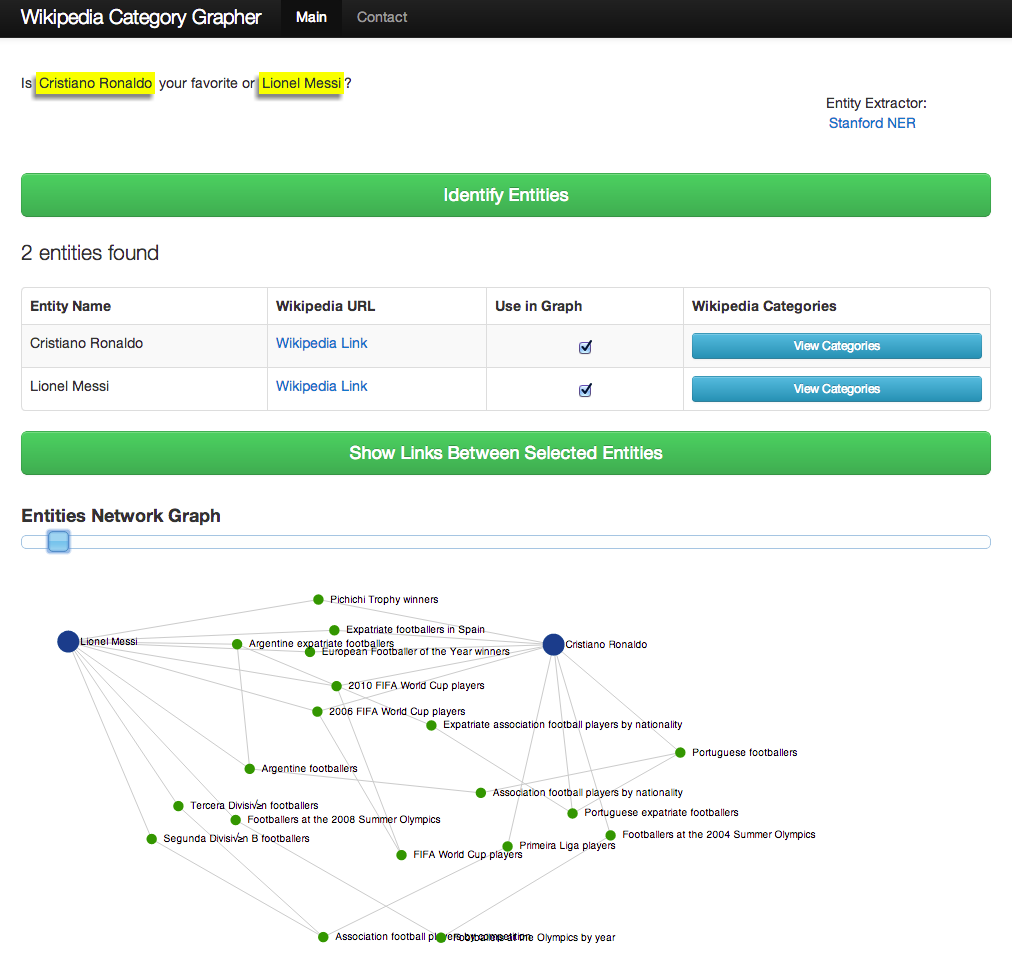 Wikipedia Category Grapher Main Contact
Is Cristiano Ronaldo your favorite or Lionel Messi ?
Entity Extractor:
Stanford NER
Identify Entities
2 entities found
Entity Name Wikipedia URL Use in Graph Wikipedia Categories
Cristiano Ronaldo Wikipedia Link View Categories
Lionel Messi Wikipedia Link View Categories
Show Links Between Selected Entities
Entities Network Graph
Pichichi Trophy winners
Expatriate footballers in Spain
Lionel Messi
Argentine expatriate footballers
Cristiano Ronaldo
European Footballer of the Year winners
2010 FIFA World Cup players
2006 FIFA World Cup players
Expatriate association football players by nationality
Portuguese footballers
Argentine footballers
Association football players by nationality
Tercera Divisi√≥n footballers
Portuguese expatriate footballers
Footballers at the 2008 Summer Olympics
Footballers at the 2004 Summer Olympics
Segunda Divisi√≥n B footballers
Primeira Liga players
FIFA World Cup players
Association football players by competition
Footballers at the Olympics by year